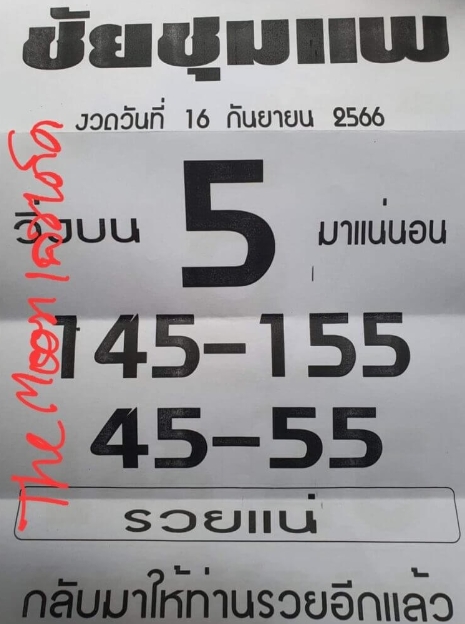 ชัยชุมแพ
งวดวันที่ 16 กันยายน 2566
วิ่งบน 5 มาแน่นอน
145-155
45-55
รวยแน่
กลับมาให้ท่านรวยอีกแล้ว
The Moon